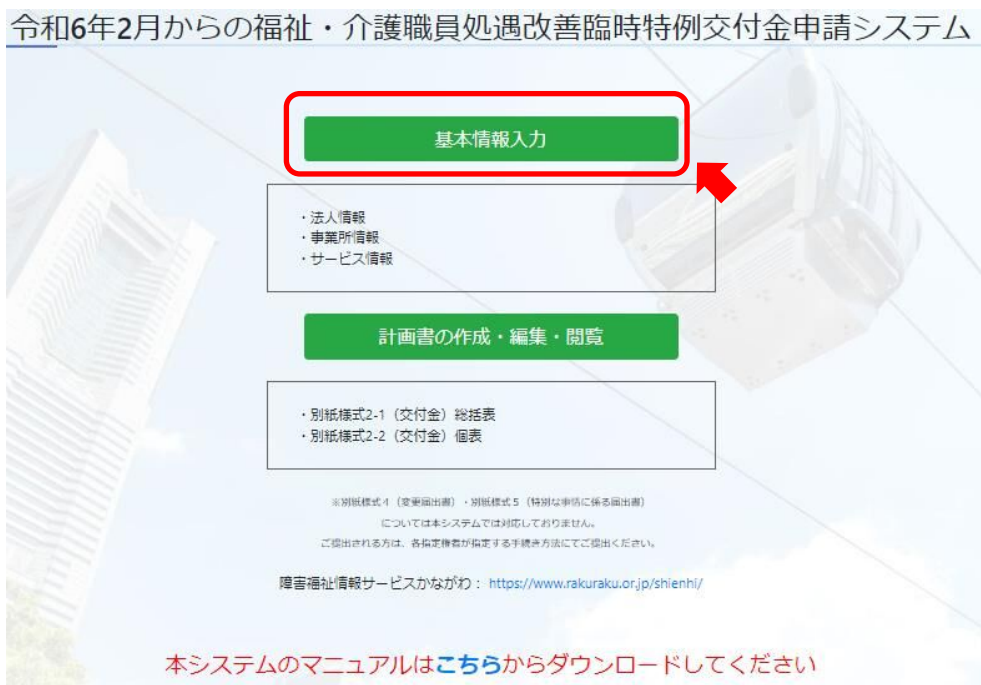 令和6年2月からの福祉・介護職員処遇改善臨時特例交付金申請システム
基本情報入力
・法人情報
・事業所情報
・サービス情報
計画書の作成・編集・閲覧
・別紙様式2-1（交付金）総括表
・別紙様式2-2（交付金）個表
※別紙様式4（変更届出書）・別紙様式5（特別な事情に係る届出書）
については本システムでは対応しておりません。
ご提出される方は、各指定権者が指定する手続き方法にてご提出ください。
障害福祉情報サービスかながわ： https://www.rakuraku.or.jp/shienhi/
本システムのマニュアルはこちらからダウンロードしてください